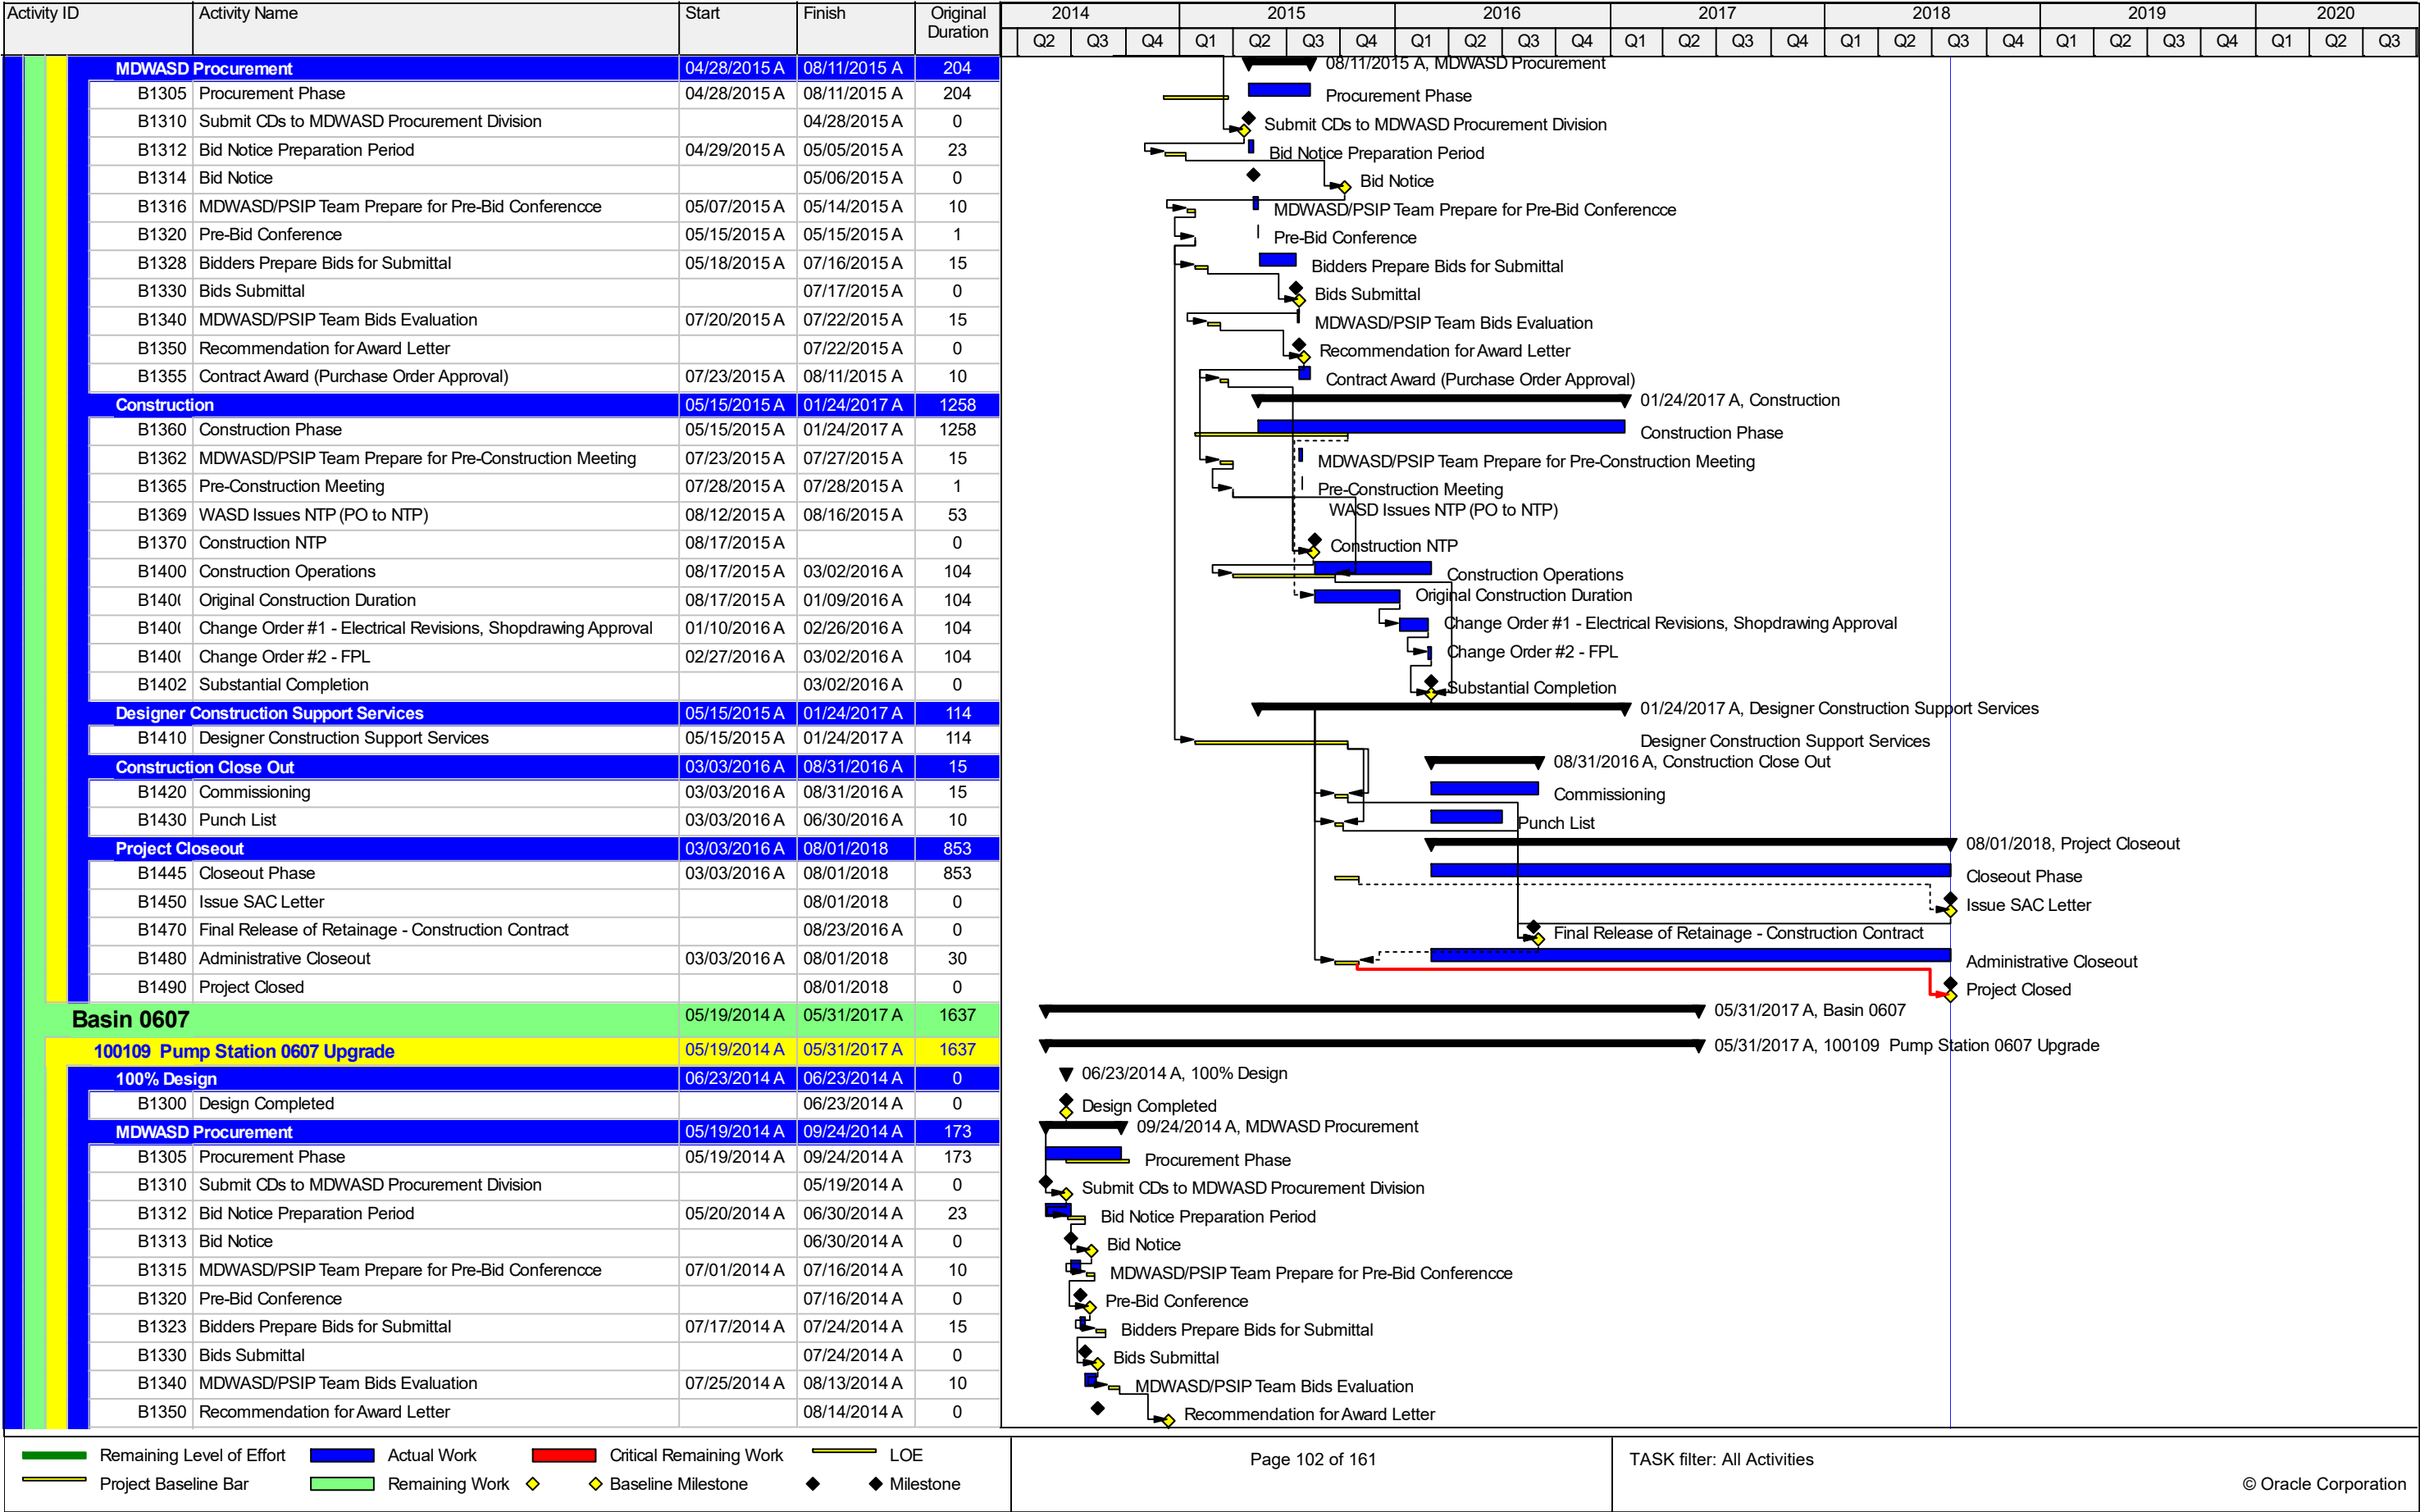 Activity ID Activity Name Start Finish Original Duration 2014 2015 2016 2017 2018 2019 2020
Q2 Q3 Q4 Q1 Q2 Q3 Q4 Q1 Q2 Q3 Q4 Q1 Q2 Q3 Q4 Q1 Q2 Q3 Q4 Q1 Q2 Q3 Q4 Q1 Q2 Q3
MDWASD Procurement 04/28/2015 A 08/11/2015 A 204 08/11/2015 A, MDWASD Procurement
B1305 Procurement Phase 04/28/2015 A 08/11/2015 A 204 Procurement Phase
B1310 Submit CDs to MDWASD Procurement Division 04/28/2015 A 0 Submit CDs to MDWASD Procurement Division
B1312 Bid Notice Preparation Period 04/29/2015 A 05/05/2015 A 23 Bid Notice Preparation Period
B1314 Bid Notice 05/06/2015 A 0 Bid Notice
B1316 MDWASD/PSIP Team Prepare for Pre-Bid Conferencce 05/07/2015 A 05/14/2015 A 10 MDWASD/PSIP Team Prepare for Pre-Bid Conferencce
B1320 Pre-Bid Conference 05/15/2015 A 05/15/2015 A 1 Pre-Bid Conference
B1328 Bidders Prepare Bids for Submittal 05/18/2015 A 07/16/2015 A 15 Bidders Prepare Bids for Submittal
B1330 Bids Submittal 07/17/2015 A 0 Bids Submittal
B1340 MDWASD/PSIP Team Bids Evaluation 07/20/2015 A 07/22/2015 A 15 MDWASD/PSIP Team Bids Evaluation
B1350 Recommendation for Award Letter 07/22/2015 A 0 Recommendation for Award Letter
B1355 Contract Award (Purchase Order Approval) 07/23/2015 A 08/11/2015 A 10 Contract Award (Purchase Order Approval)
Construction 05/15/2015 A 01/24/2017 A 1258 01/24/2017 A, Construction
B1360 Construction Phase 05/15/2015 A 01/24/2017 A 1258 Construction Phase
B1362 MDWASD/PSIP Team Prepare for Pre-Construction Meeting 07/23/2015 A 07/27/2015 A 15 MDWASD/PSIP Team Prepare for Pre-Construction Meeting
B1365 Pre-Construction Meeting 07/28/2015 A 07/28/2015 A 1 Pre-Construction Meeting
B1369 WASD Issues NTP (PO to NTP) 08/12/2015 A 08/16/2015 A 53 WASD Issues NTP (PO to NTP)
B1370 Construction NTP 08/17/2015 A 0 Construction NTP
B1400 Construction Operations 08/17/2015 A 03/02/2016 A 104 Construction Operations
B140( Original Construction Duration 08/17/2015 A 01/09/2016 A 104 Original Construction Duration
B140( Change Order #1 - Electrical Revisions, Shopdrawing Approval 01/10/2016 A 02/26/2016 A 104 Change Order #1 - Electrical Revisions, Shopdrawing Approval
B140( Change Order #2 - FPL 02/27/2016 A 03/02/2016 A 104 Change Order #2 - FPL
B1402 Substantial Completion 03/02/2016 A 0 Substantial Completion
Designer Construction Support Services 05/15/2015 A 01/24/2017 A 114 01/24/2017 A, Designer Construction Support Services
B1410 Designer Construction Support Services 05/15/2015 A 01/24/2017 A 114 Designer Construction Support Services
Construction Close Out 03/03/2016 A 08/31/2016 A 15 08/31/2016 A, Construction Close Out
B1420 Commissioning 03/03/2016 A 08/31/2016 A 15 Commissioning
B1430 Punch List 03/03/2016 A 06/30/2016 A 10 Punch List
Project Closeout 03/03/2016 A 08/01/2018 853 08/01/2018, Project Closeout
B1445 Closeout Phase 03/03/2016 A 08/01/2018 853 Closeout Phase
B1450 Issue SAC Letter 08/01/2018 0 Issue SAC Letter
B1470 Final Release of Retainage - Construction Contract 08/23/2016 A 0 Final Release of Retainage - Construction Contract
B1480 Administrative Closeout 03/03/2016 A 08/01/2018 30 Administrative Closeout
B1490 Project Closed 08/01/2018 0 Project Closed
Basin 0607 05/19/2014 A 05/31/2017 A 1637 05/31/2017 A, Basin 0607
100109 Pump Station 0607 Upgrade 05/19/2014 A 05/31/2017 A 1637 05/31/2017 A, 100109 Pump Station 0607 Upgrade
100% Design 06/23/2014 A 06/23/2014 A 0 06/23/2014 A, 100% Design
B1300 Design Completed 06/23/2014 A 0 Design Completed
MDWASD Procurement 05/19/2014 A 09/24/2014 A 173 09/24/2014 A, MDWASD Procurement
B1305 Procurement Phase 05/19/2014 A 09/24/2014 A 173 Procurement Phase
B1310 Submit CDs to MDWASD Procurement Division 05/19/2014 A 0 Submit CDs to MDWASD Procurement Division
B1312 Bid Notice Preparation Period 05/20/2014 A 06/30/2014 A 23 Bid Notice Preparation Period
B1313 Bid Notice 06/30/2014 A 0 Bid Notice
B1315 MDWASD/PSIP Team Prepare for Pre-Bid Conferencce 07/01/2014 A 07/16/2014 A 10 MDWASD/PSIP Team Prepare for Pre-Bid Conferencce
B1320 Pre-Bid Conference 07/16/2014 A 0 Pre-Bid Conference
B1323 Bidders Prepare Bids for Submittal 07/17/2014 A 07/24/2014 A 15 Bidders Prepare Bids for Submittal
B1330 Bids Submittal 07/24/2014 A 0 Bids Submittal
B1340 MDWASD/PSIP Team Bids Evaluation 07/25/2014 A 08/13/2014 A 10 MDWASD/PSIP Team Bids Evaluation
B1350 Recommendation for Award Letter 08/14/2014 A 0 Recommendation for Award Letter
Remaining Level of Effort Actual Work Critical Remaining Work LOE
Project Baseline Bar Remaining Work Baseline Milestone Milestone
Page 102 of 161
TASK filter: All Activities
© Oracle Corporation